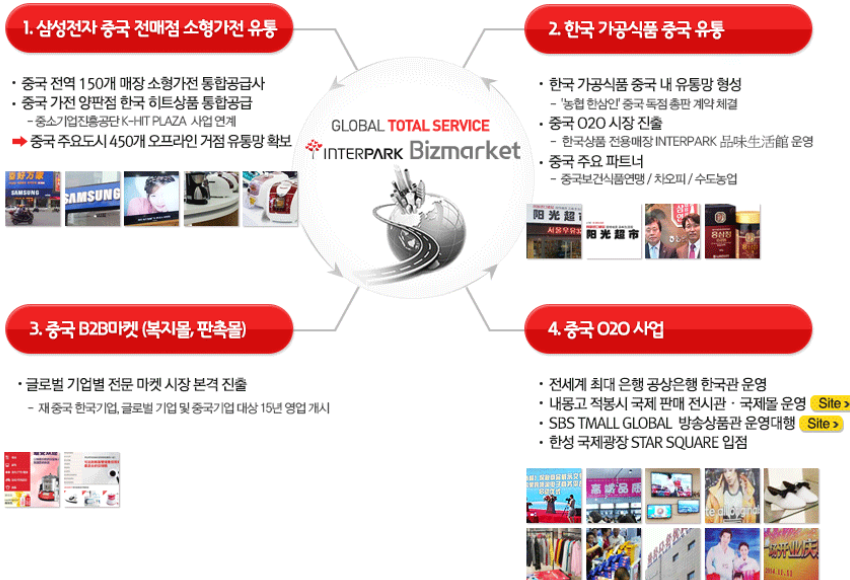 1. 삼성전자 중국 전매점 소형가전 유통
· 중국 전역 150개 매장 소형가전 통합공급사
· 중국 가전 양판점 한국 히트상품 통합공급
- 중소기업진흥공단 K-HIT PLAZA 사업 연계
➡ 중국 주요도시 450개 오프라인 거점 유통망 확보
SAMSUNG
SAMSUNG
GLOBAL TOTAL SERVICE
INTERPARK Bizmarket
2. 한국 가공식품 중국 유통
· 한국 가공식품 중국 내 유통망 형성
- '농협 한삼인' 중국 독점 총판 계약 체결
· 중국 O2O 시장 진출
- 한국상품 전용매장 INTERPARK 品味生活館 운영
· 중국 주요 파트너
- 중국보건식품연맹 / 차오피 / 수도농업
阳光超
서울우유
阳光超市
홍삼정
3. 중국 B2B마켓 (복지몰, 판촉몰)
· 글로벌 기업별 전문 마켓 시장 본격 진출
- 재 중국 한국기업, 글로벌 기업 및 중국기업 대상 15년 영업 개시
4. 중국 O2O 사업
· 전세계 최대 은행 공상은행 한국관 운영
· 내몽고 적봉시 국제 판매 전시관 · 국제몰 운영 Site >
· SBS TMALL GLOBAL 방송상품관 운영대행 Site >
· 한성 국제광장 STAR SQUARE 입점
2014.11.11